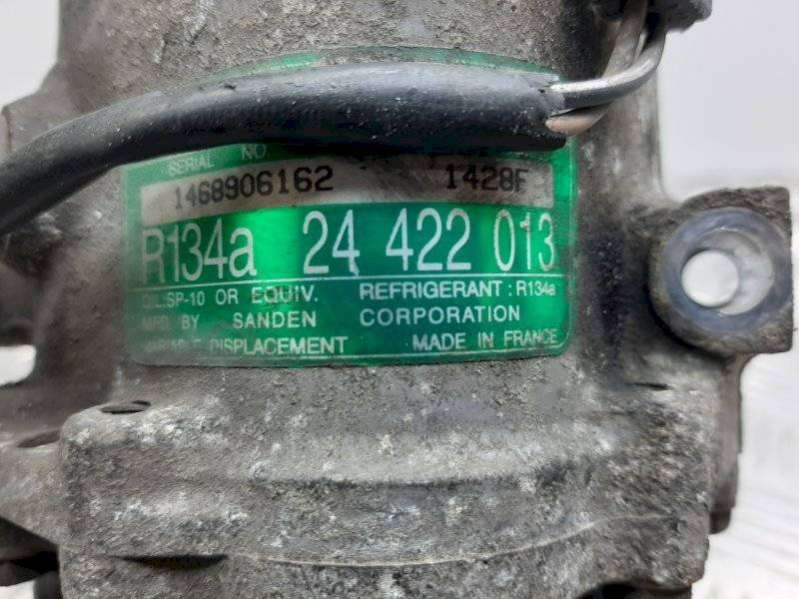 SERIAL NO
1468906162 1428F
R134a 24 422 013
OIL:SP-10 OR EQUIV. REFRIGERANT : R134a
MFD BY SANDEN CORPORATION
VARIABLE DISPLACEMENT MADE IN FRANCE